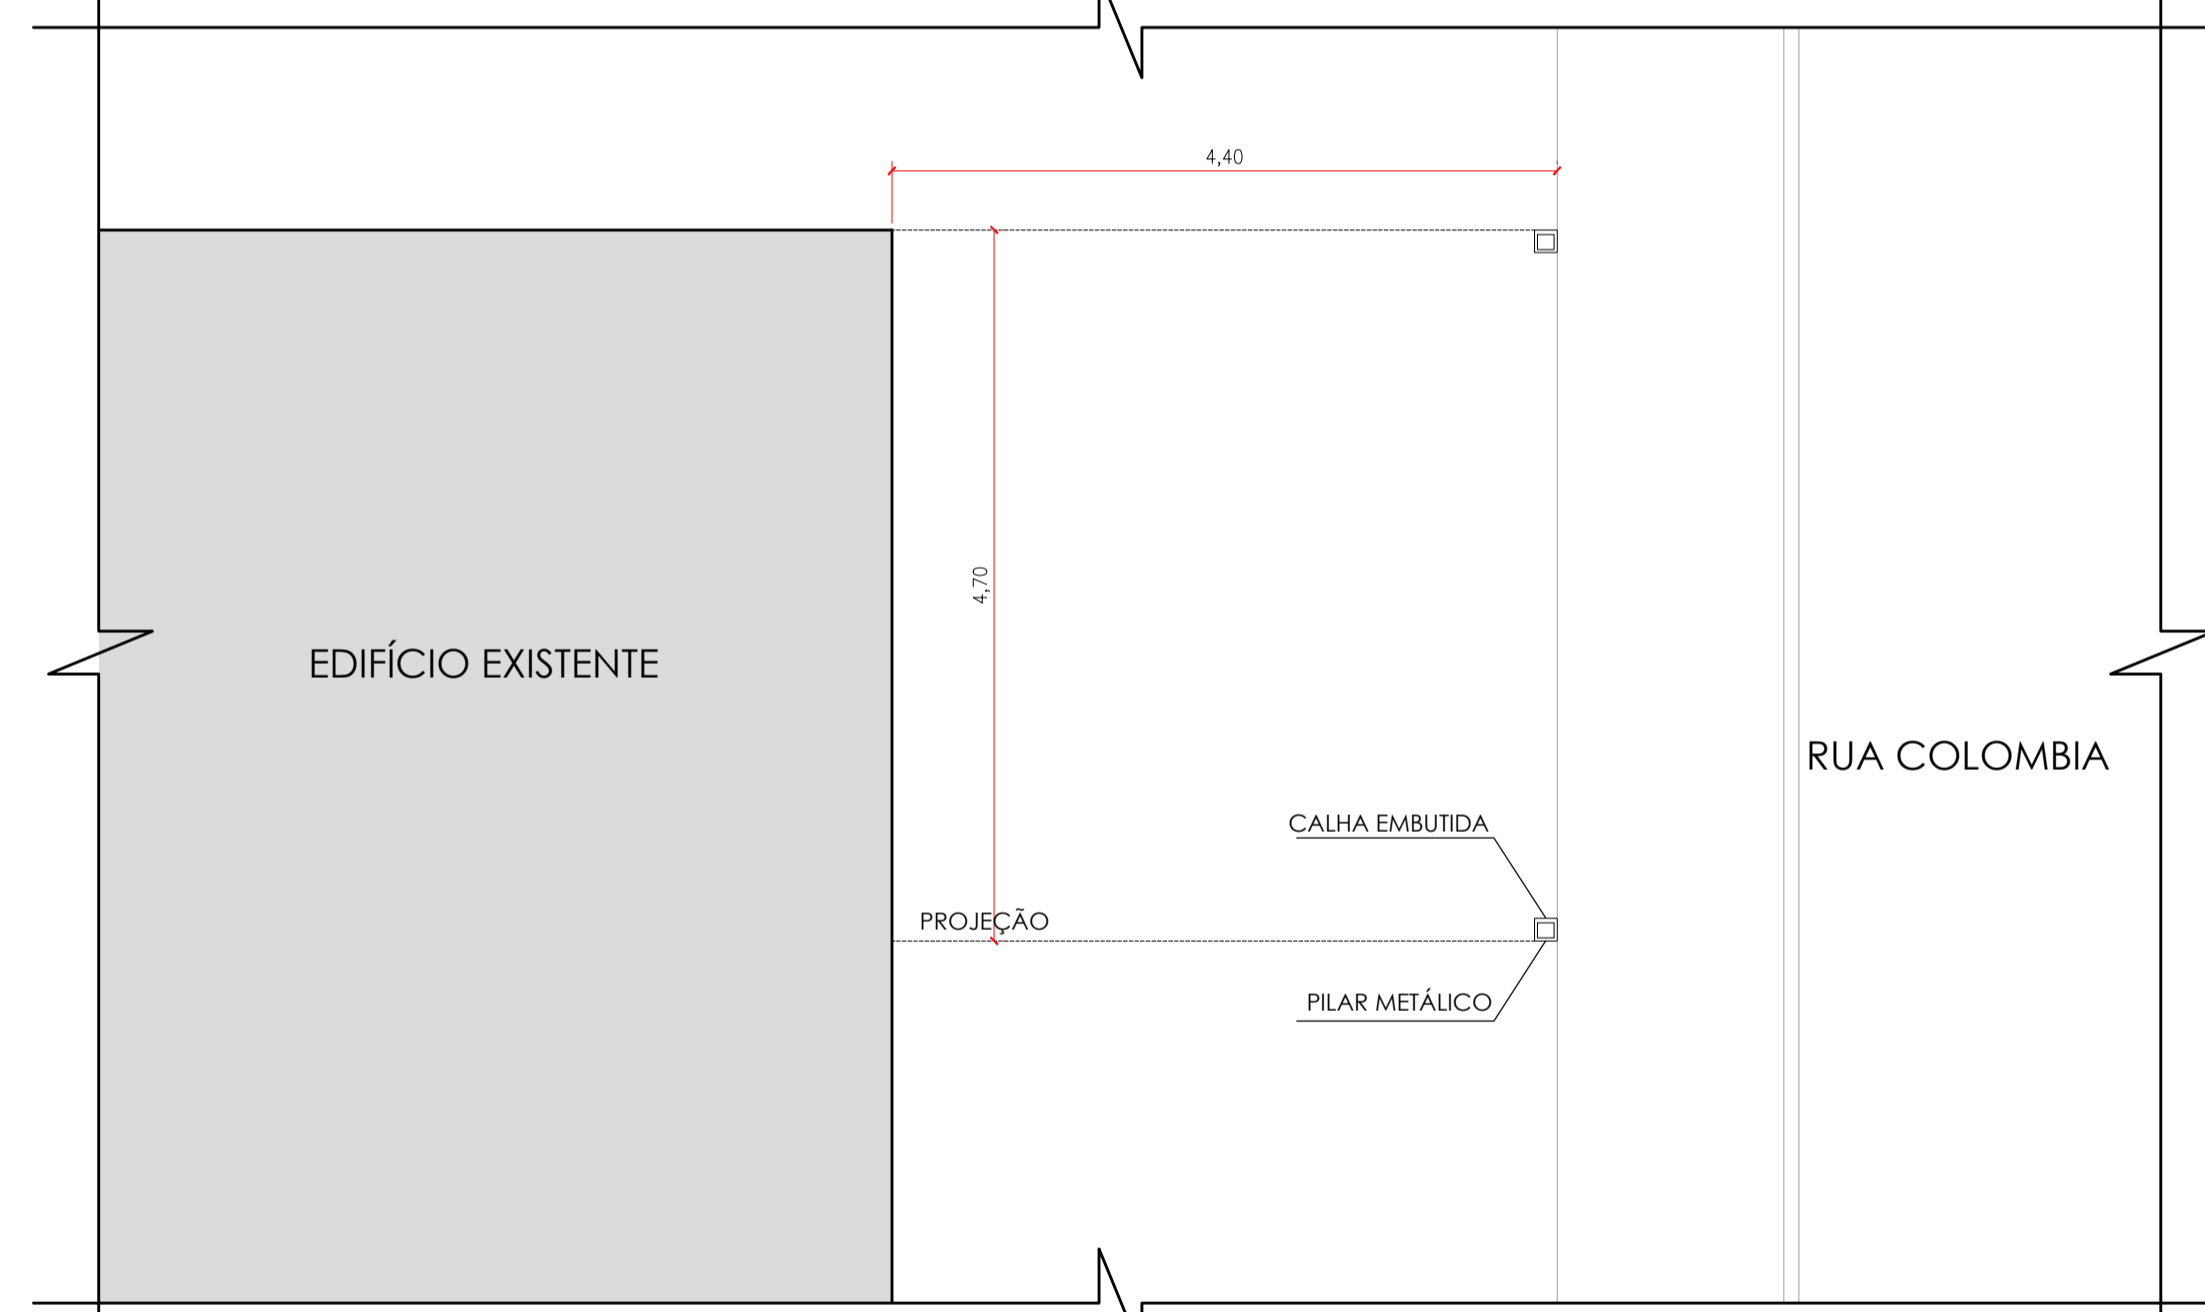 4,40
4,70
EDIFÍCIO EXISTENTE
RUA COLOMBIA
CALHA EMBUTIDA
PROJEÇÃO
PILAR METÁLICO